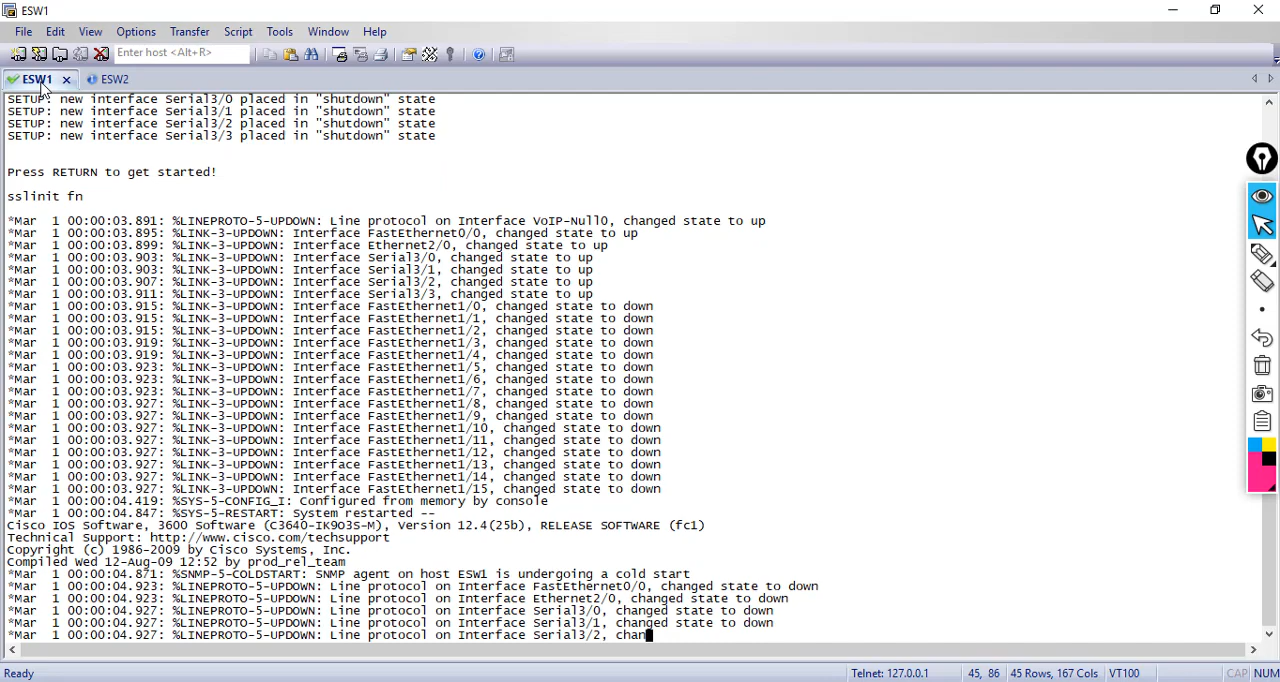 ESW1
File Edit View Options Transfer Script Tools Window Help
Enter host <Alt+R>
ESW1 ESW2
SETUP: new interface Serial3/0 placed in "shutdown" state
SETUP: new interface Serial3/1 placed in "shutdown" state
SETUP: new interface Serial3/2 placed in "shutdown" state
SETUP: new interface Serial3/3 placed in "shutdown" state
Press RETURN to get started!
sslinit fn
*Mar  1 00:00:03.891: %LINEPROTO-5-UPDOWN: Line protocol on Interface VoIP-Null0, changed state to up
*Mar  1 00:00:03.895: %LINK-3-UPDOWN: Interface FastEthernet0/0, changed state to up
*Mar  1 00:00:03.899: %LINK-3-UPDOWN: Interface Ethernet2/0, changed state to up
*Mar  1 00:00:03.903: %LINK-3-UPDOWN: Interface Serial3/0, changed state to up
*Mar  1 00:00:03.903: %LINK-3-UPDOWN: Interface Serial3/1, changed state to up
*Mar  1 00:00:03.907: %LINK-3-UPDOWN: Interface Serial3/2, changed state to up
*Mar  1 00:00:03.911: %LINK-3-UPDOWN: Interface Serial3/3, changed state to up
*Mar  1 00:00:03.915: %LINK-3-UPDOWN: Interface FastEthernet1/0, changed state to down
*Mar  1 00:00:03.915: %LINK-3-UPDOWN: Interface FastEthernet1/1, changed state to down
*Mar  1 00:00:03.915: %LINK-3-UPDOWN: Interface FastEthernet1/2, changed state to down
*Mar  1 00:00:03.919: %LINK-3-UPDOWN: Interface FastEthernet1/3, changed state to down
*Mar  1 00:00:03.919: %LINK-3-UPDOWN: Interface FastEthernet1/4, changed state to down
*Mar  1 00:00:03.923: %LINK-3-UPDOWN: Interface FastEthernet1/5, changed state to down
*Mar  1 00:00:03.923: %LINK-3-UPDOWN: Interface FastEthernet1/6, changed state to down
*Mar  1 00:00:03.923: %LINK-3-UPDOWN: Interface FastEthernet1/7, changed state to down
*Mar  1 00:00:03.927: %LINK-3-UPDOWN: Interface FastEthernet1/8, changed state to down
*Mar  1 00:00:03.927: %LINK-3-UPDOWN: Interface FastEthernet1/9, changed state to down
*Mar  1 00:00:03.927: %LINK-3-UPDOWN: Interface FastEthernet1/10, changed state to down
*Mar  1 00:00:03.927: %LINK-3-UPDOWN: Interface FastEthernet1/11, changed state to down
*Mar  1 00:00:03.927: %LINK-3-UPDOWN: Interface FastEthernet1/12, changed state to down
*Mar  1 00:00:03.927: %LINK-3-UPDOWN: Interface FastEthernet1/13, changed state to down
*Mar  1 00:00:03.927: %LINK-3-UPDOWN: Interface FastEthernet1/14, changed state to down
*Mar  1 00:00:03.927: %LINK-3-UPDOWN: Interface FastEthernet1/15, changed state to down
*Mar  1 00:00:04.419: %SYS-5-CONFIG_I: Configured from memory by console
*Mar  1 00:00:04.847: %SYS-5-RESTART: System restarted --
Cisco IOS Software, 3600 Software (C3640-IK9O3S-M), Version 12.4(25b), RELEASE SOFTWARE (fc1)
Technical Support: http://www.cisco.com/techsupport
Copyright (c) 1986-2009 by Cisco Systems, Inc.
Compiled Wed 12-Aug-09 12:52 by prod_rel_team
*Mar  1 00:00:04.871: %SNMP-5-COLDSTART: SNMP agent on host ESW1 is undergoing a cold start
*Mar  1 00:00:04.923: %LINEPROTO-5-UPDOWN: Line protocol on Interface FastEthernet0/0, changed state to down
*Mar  1 00:00:04.927: %LINEPROTO-5-UPDOWN: Line protocol on Interface Ethernet2/0, changed state to down
*Mar  1 00:00:04.927: %LINEPROTO-5-UPDOWN: Line protocol on Interface Serial3/0, changed state to down
*Mar  1 00:00:04.927: %LINEPROTO-5-UPDOWN: Line protocol on Interface Serial3/1, changed state to down
*Mar  1 00:00:04.927: %LINEPROTO-5-UPDOWN: Line protocol on Interface Serial3/2, chan
Ready Telnet: 127.0.0.1 45, 86 45 Rows, 167 Cols VT100 CAP NUM